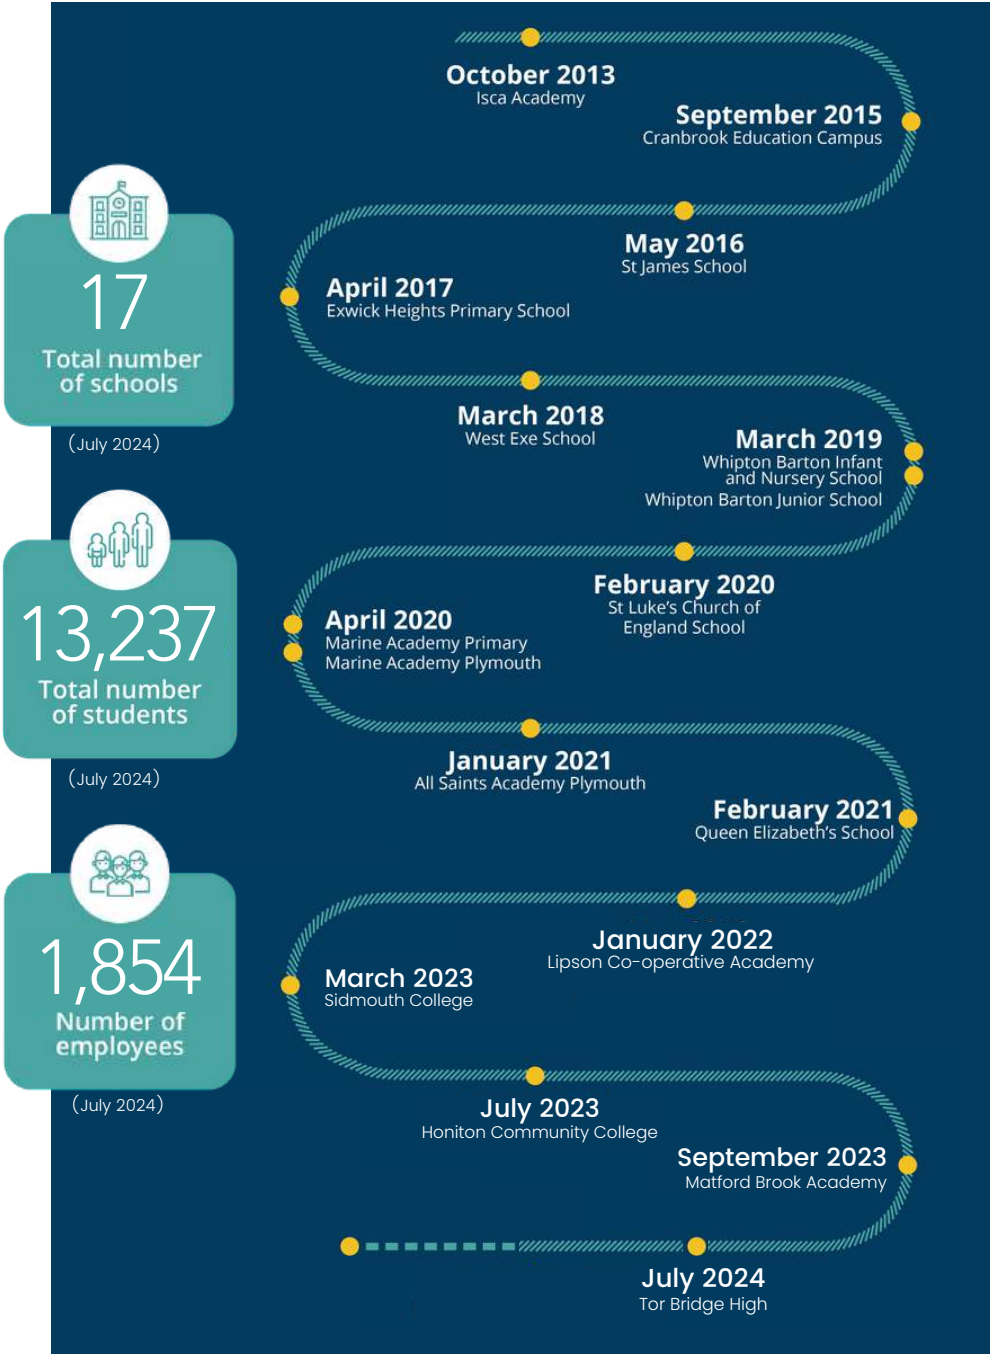 October 2013
Isca Academy
September 2015
Cranbrook Education Campus
May 2016
St James School
April 2017
Exwick Heights Primary School
March 2018
West Exe School
March 2019
Whipton Barton Infant
and Nursery School
Whipton Barton Junior School
February 2020
St Luke's Church of
England School
April 2020
Marine Academy Primary
Marine Academy Plymouth
January 2021
All Saints Academy Plymouth
February 2021
Queen Elizabeth's School
January 2022
Lipson Co-operative Academy
March 2023
Sidmouth College
July 2023
Honiton Community College
September 2023
Matford Brook Academy
July 2024
Tor Bridge High
17
Total number
of schools
(July 2024)
13,237
Total number
of students
(July 2024)
1,854
Number of
employees
(July 2024)